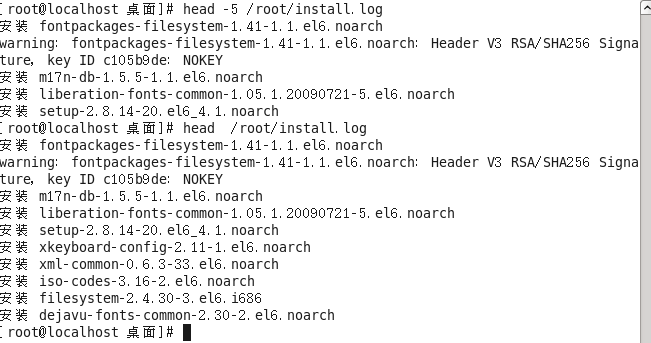 [root@localhost 桌面]# head -5 /root/install.log
安装 fontpackages-filesystem-1.41-1.1.el6.noarch
warning: fontpackages-filesystem-1.41-1.1.el6.noarch: Header V3 RSA/SHA256 Signa
ture, key ID c105b9de: NOKEY
安装 m17n-db-1.5.5-1.1.el6.noarch
安装 liberation-fonts-common-1.05.1.20090721-5.el6.noarch
安装 setup-2.8.14-20.el6_4.1.noarch
[root@localhost 桌面]# head  /root/install.log
安装 fontpackages-filesystem-1.41-1.1.el6.noarch
warning: fontpackages-filesystem-1.41-1.1.el6.noarch: Header V3 RSA/SHA256 Signa
ture, key ID c105b9de: NOKEY
安装 m17n-db-1.5.5-1.1.el6.noarch
安装 liberation-fonts-common-1.05.1.20090721-5.el6.noarch
安装 setup-2.8.14-20.el6_4.1.noarch
安装 xkeyboard-config-2.11-1.el6.noarch
安装 xml-common-0.6.3-33.el6.noarch
安装 iso-codes-3.16-2.el6.noarch
安装 filesystem-2.4.30-3.el6.i686
安装 dejavu-fonts-common-2.30-2.el6.noarch
[root@localhost 桌面]#